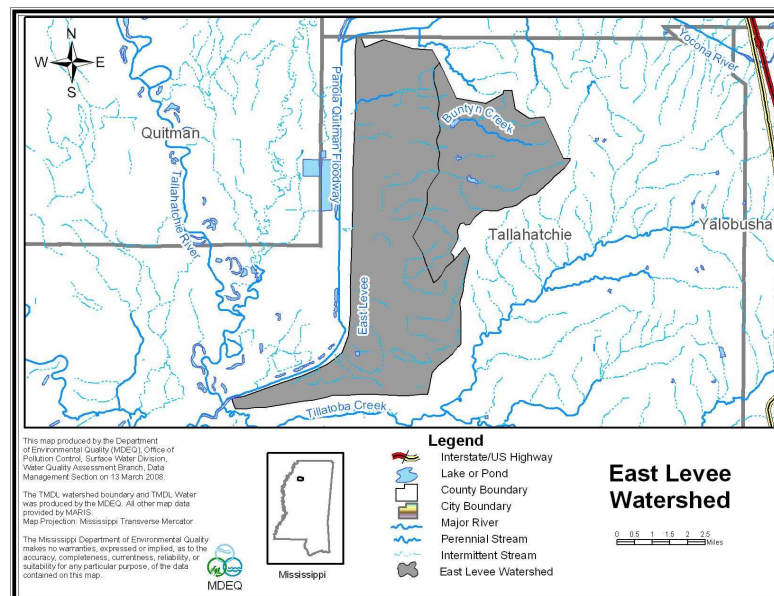 N
W E
S
Yocona River
Buntyn Creek
Quitman
Panola Quitman Floodway
Tallahatchie River
Tallahatchie
Yalobusha
East Levee
Tillatoba Creek
This map produced by the Department
of Environmental Quality (MDEQ), Office of
Pollution Control, Surface Water Division,
Water Quality Assessment Branch, Data
Management Section on 13 March 2008.
The TMDL watershed boundary and TMDL Water
was produced by the MDEQ. All other map data
provided by MARIS.
Map Projection: Mississippi Transverse Mercator
The Mississippi Department of Environmental Quality
makes no warranties, expressed or implied, as to the
accuracy, completeness, currentness, reliability, or
suitability for any particular purpose, of the data
contained on this map.
MDEQ
Mississippi
Legend
Interstate/US Highway
Lake or Pond
County Boundary
City Boundary
Major River
Perennial Stream
Intermittent Stream
East Levee Watershed
East Levee
Watershed
0 0.5 1 1.5 2 2.5
Miles